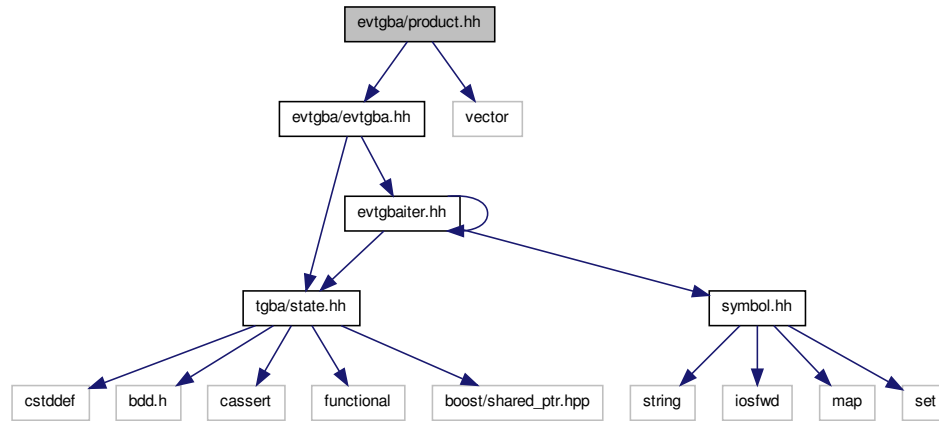 evtgba/product.hh
evtgba/evtgba.hh
vector
evtgbaiter.hh
tgba/state.hh
symbol.hh
cstddef
bdd.h
cassert
functional
boost/shared_ptr.hpp
string
iosfwd
map
set